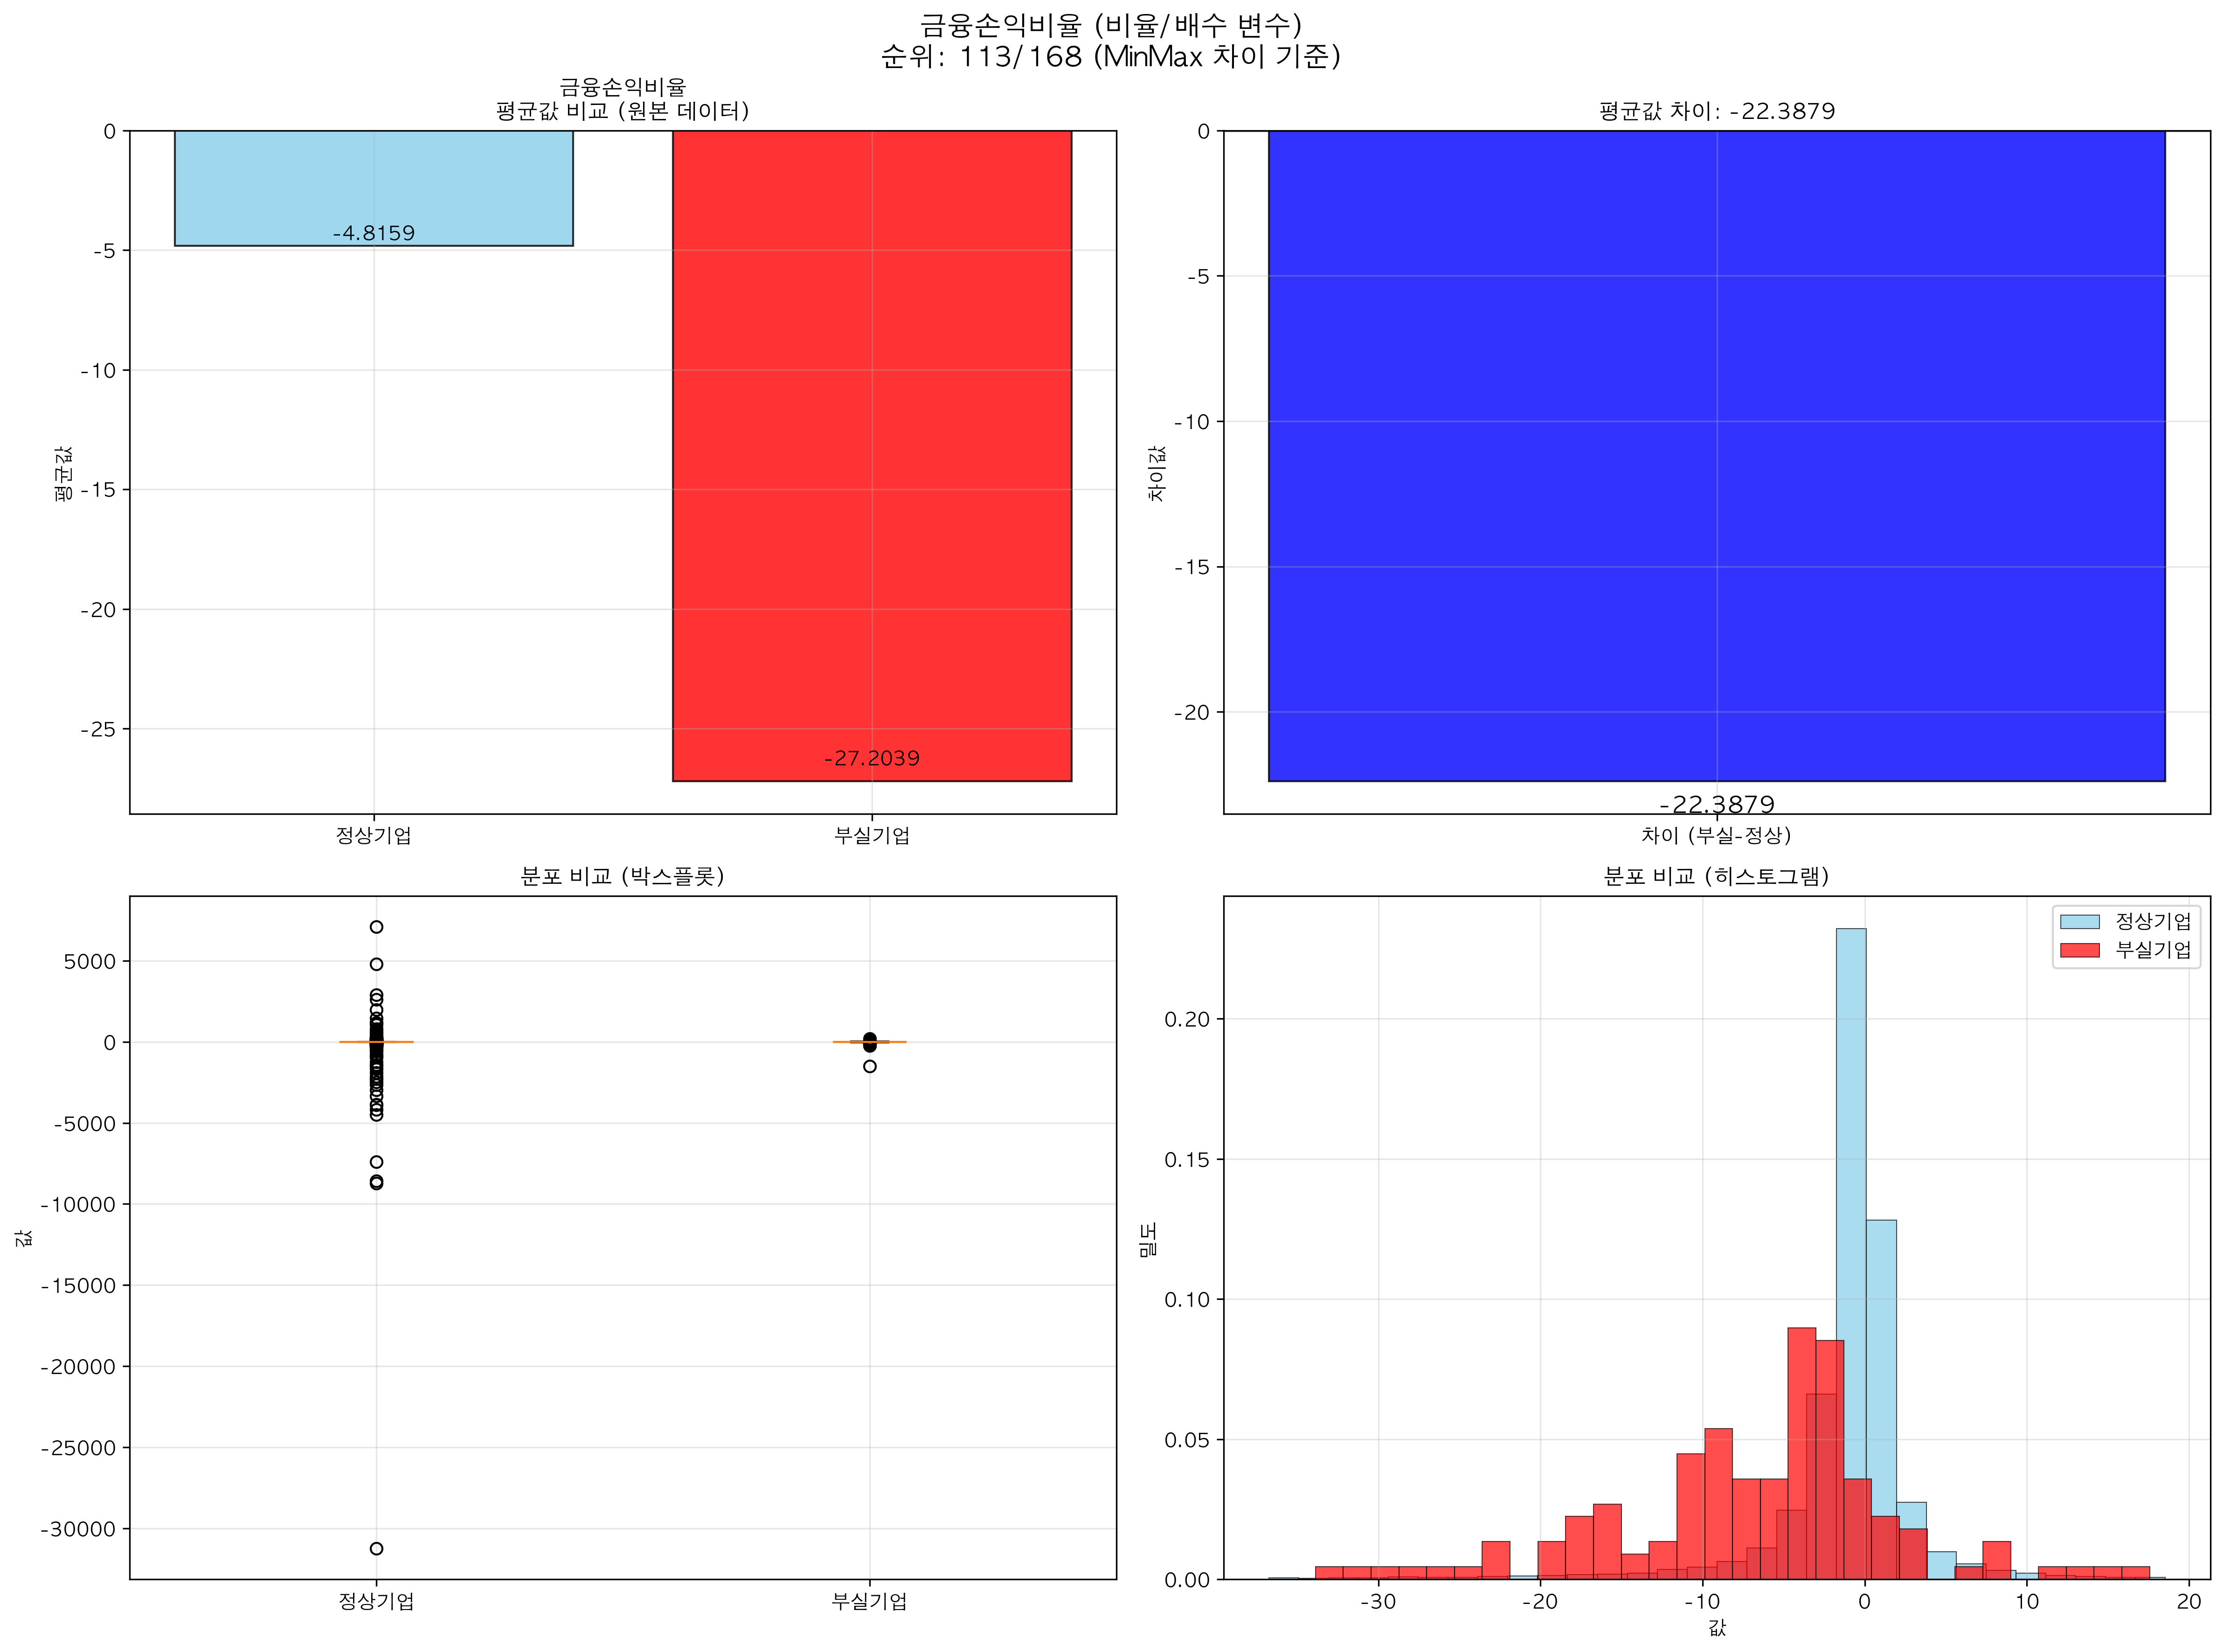 금융손익비율 (비율/배수 변수)
순위: 113/168 (MinMax 차이 기준)
금융손익비율
평균값 비교 (원본 데이터)
0
-5
-10
-15
-20
-25
평균값
-4.8159
-27.2039
정상기업
부실기업
평균값 차이: -22.3879
0
-5
-10
-15
-20
차이값
-22.3879
차이 (부실-정상)
분포 비교 (박스플롯)
5000
0
-5000
-10000
-15000
-20000
-25000
-30000
값
정상기업
부실기업
분포 비교 (히스토그램)
정상기업
부실기업
0.20
0.15
0.10
0.05
0.00
밀도
-30
-20
-10
0
10
20
값